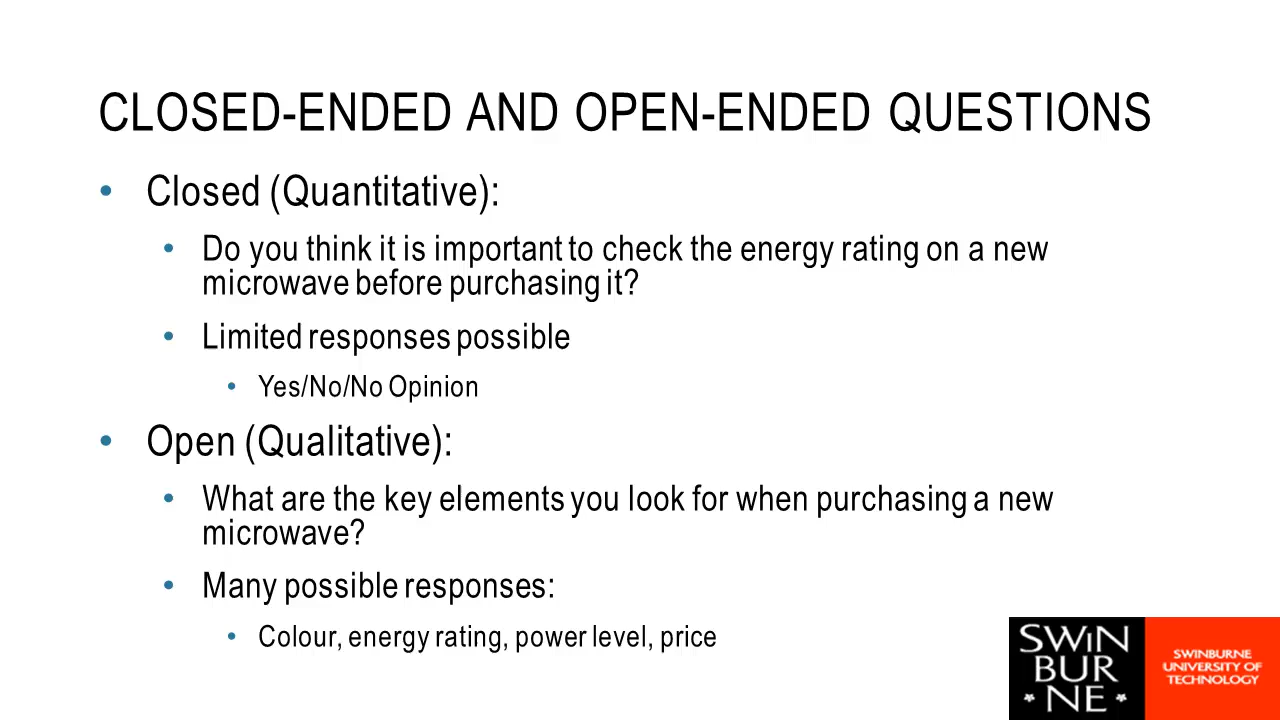 CLOSED-ENDED AND OPEN-ENDED QUESTIONS
• Closed (Quantitative):
• Do you think it is important to check the energy rating on a new
microwave before purchasing it?
• Limited responses possible
• Yes/No/No Opinion
• Open (Qualitative):
• What are the key elements you look for when purchasing a new
microwave?
• Many possible responses:
• Colour, energy rating, power level, price
SWiN
BUR
NE
SWINBURNE
UNIVERSITY OF
TECHNOLOGY